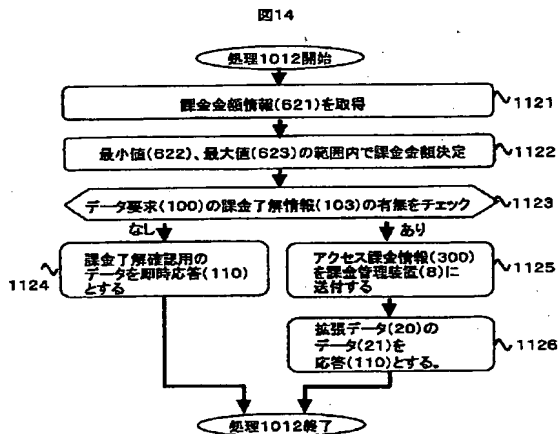 図14
処理1012開始
課金金額情報(621)を取得
1121
最小値(622)、最大値(623)の範囲内で課金金額決定
1122
データ要求(100)の課金了解情報(103)の有無をチェック
1123
なし
あり
課金了解確認用の
データを即時応答(110)
とする
1124
アクセス課金情報(300)
を課金管理装置(8)に
送付する
1125
拡張データ(20)の
データ(21)を
応答(110)とする。
1126
処理1012終了